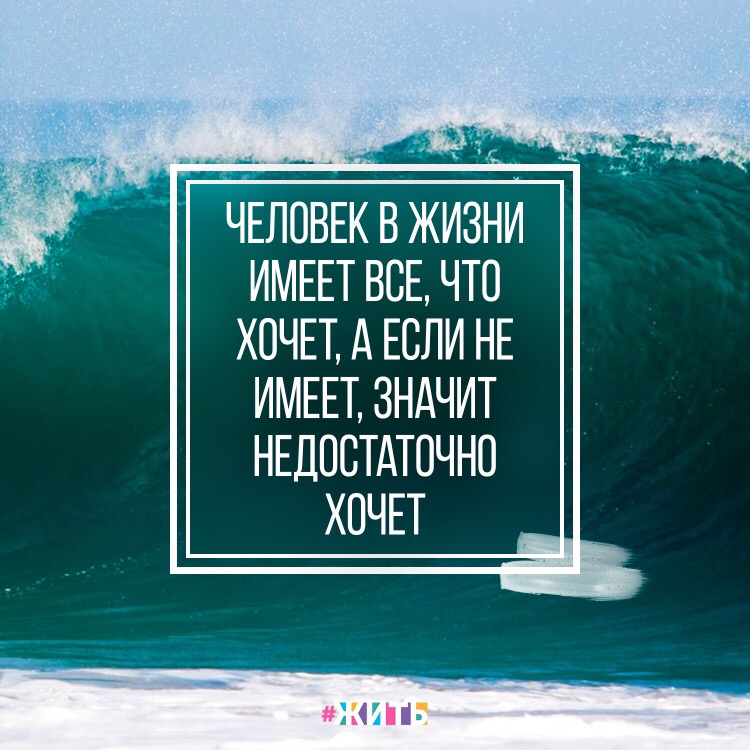 ЧЕЛОВЕК В ЖИЗНИ
ИМЕЕТ ВСЕ, ЧТО
ХОЧЕТ, А ЕСЛИ НЕ
ИМЕЕТ, ЗНАЧИТ
НЕДОСТАТОЧНО
ХОЧЕТ
#ЖИТЬ